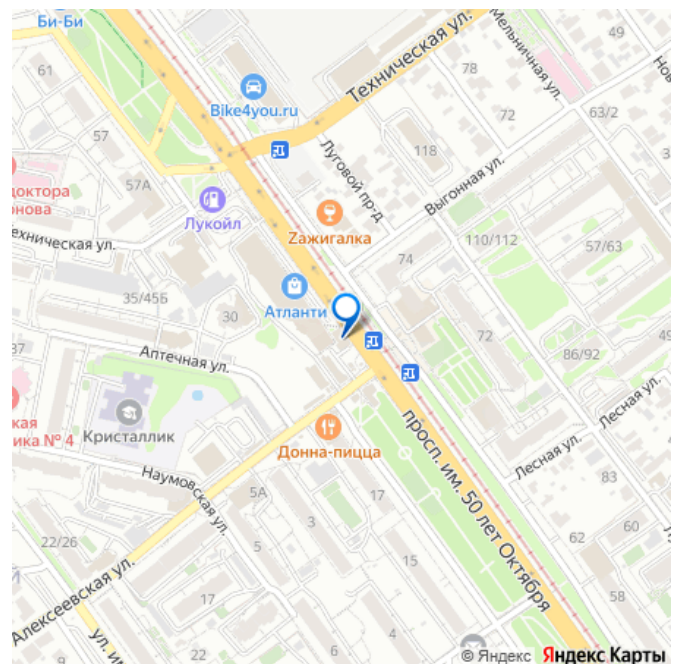 Би-Би
61
Техническая ул.
Мельничная ул.
49
78
72
63/2
Bike4you.ru
57
118
Луговой пр-д
Выгонная ул.
57А
доктора
Лукойл
Zажигалка
110/112
57/63
74
35/45Б
30
Атланти
72
86/92
49
37
Аптечная ул.
Лесная ул.
Кристаллик
ика № 4
Донна-пицца
Лесная ул.
просп. им. 50 лет Октября
Наумовская ул.
5А
17
83
3
62
60
22/26
5
15
Алексеевская ул.
17
6
58
ул. им
22
6
4
© Яндекс Яндекс Карты